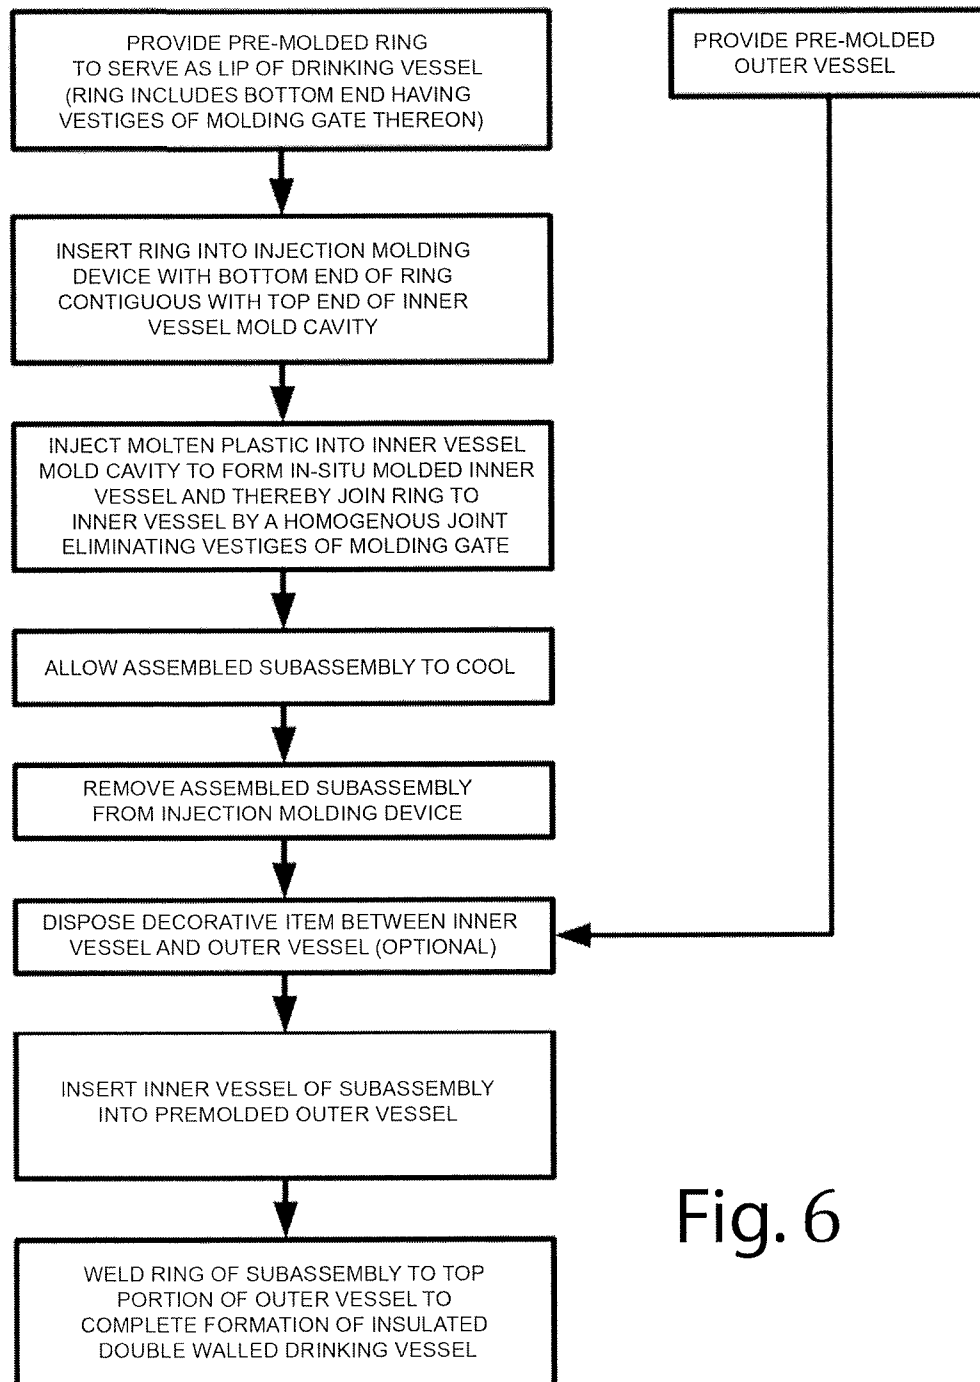 PROVIDE PRE-MOLDED RING
TO SERVE AS LIP OF DRINKING VESSEL
(RING INCLUDES BOTTOM END HAVING
VESTIGES OF MOLDING GATE THEREON)
PROVIDE PRE-MOLDED
OUTER VESSEL
INSERT RING INTO INJECTION MOLDING
DEVICE WITH BOTTOM END OF RING
CONTIGUOUS WITH TOP END OF INNER
VESSEL MOLD CAVITY
INJECT MOLTEN PLASTIC INTO INNER VESSEL
MOLD CAVITY TO FORM IN-SITU MOLDED INNER
VESSEL AND THEREBY JOIN RING TO
INNER VESSEL BY A HOMOGENOUS JOINT
ELIMINATING VESTIGES OF MOLDING GATE
ALLOW ASSEMBLED SUBASSEMBLY TO COOL
REMOVE ASSEMBLED SUBASSEMBLY
FROM INJECTION MOLDING DEVICE
DISPOSE DECORATIVE ITEM BETWEEN INNER
VESSEL AND OUTER VESSEL (OPTIONAL)
INSERT INNER VESSEL OF SUBASSEMBLY
INTO PREMOLDED OUTER VESSEL
WELD RING OF SUBASSEMBLY TO TOP
PORTION OF OUTER VESSEL TO
COMPLETE FORMATION OF INSULATED
DOUBLE WALLED DRINKING VESSEL
Fig. 6